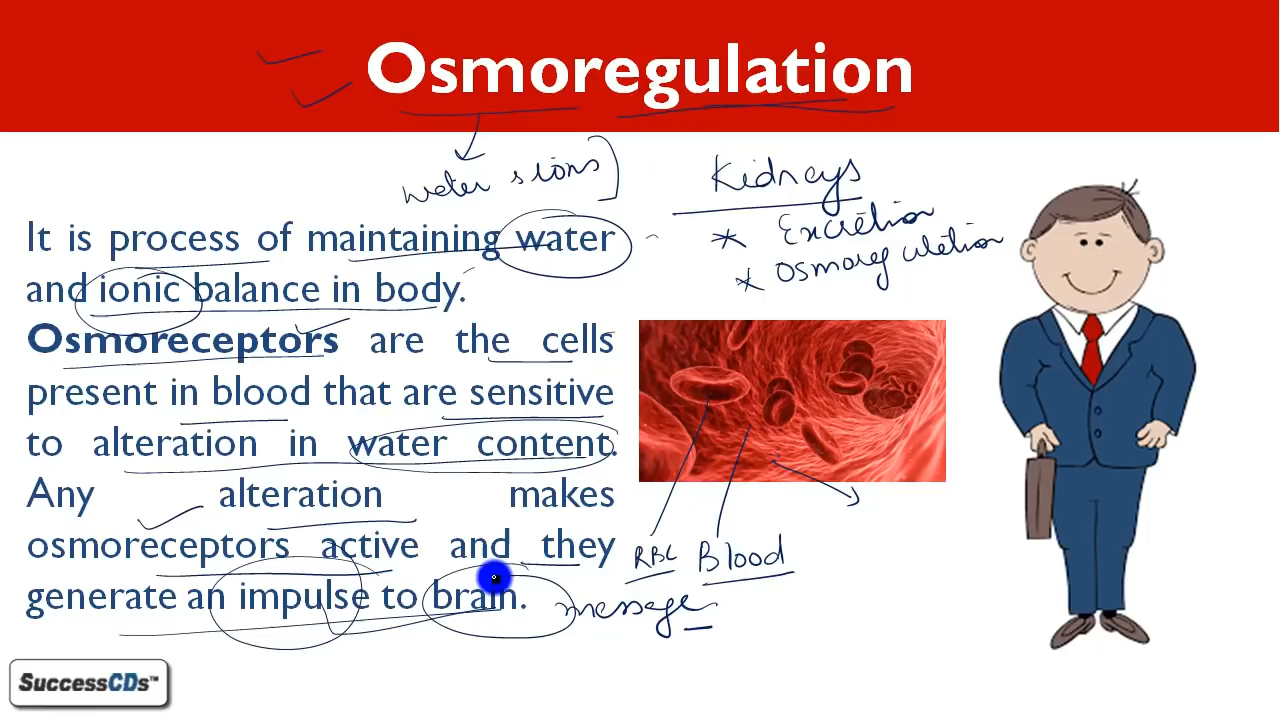 Osmoregulation
water & ions
Kidneys
* Excretion
* Osmoregulation
It is process of maintaining water
and ionic balance in body.
Osmoreceptors are the cells
present in blood that are sensitive
to alteration in water content.
Any alteration makes
osmoreceptors active and they
generate an impulse to brain.
RBC Blood
message
SuccessCDs™